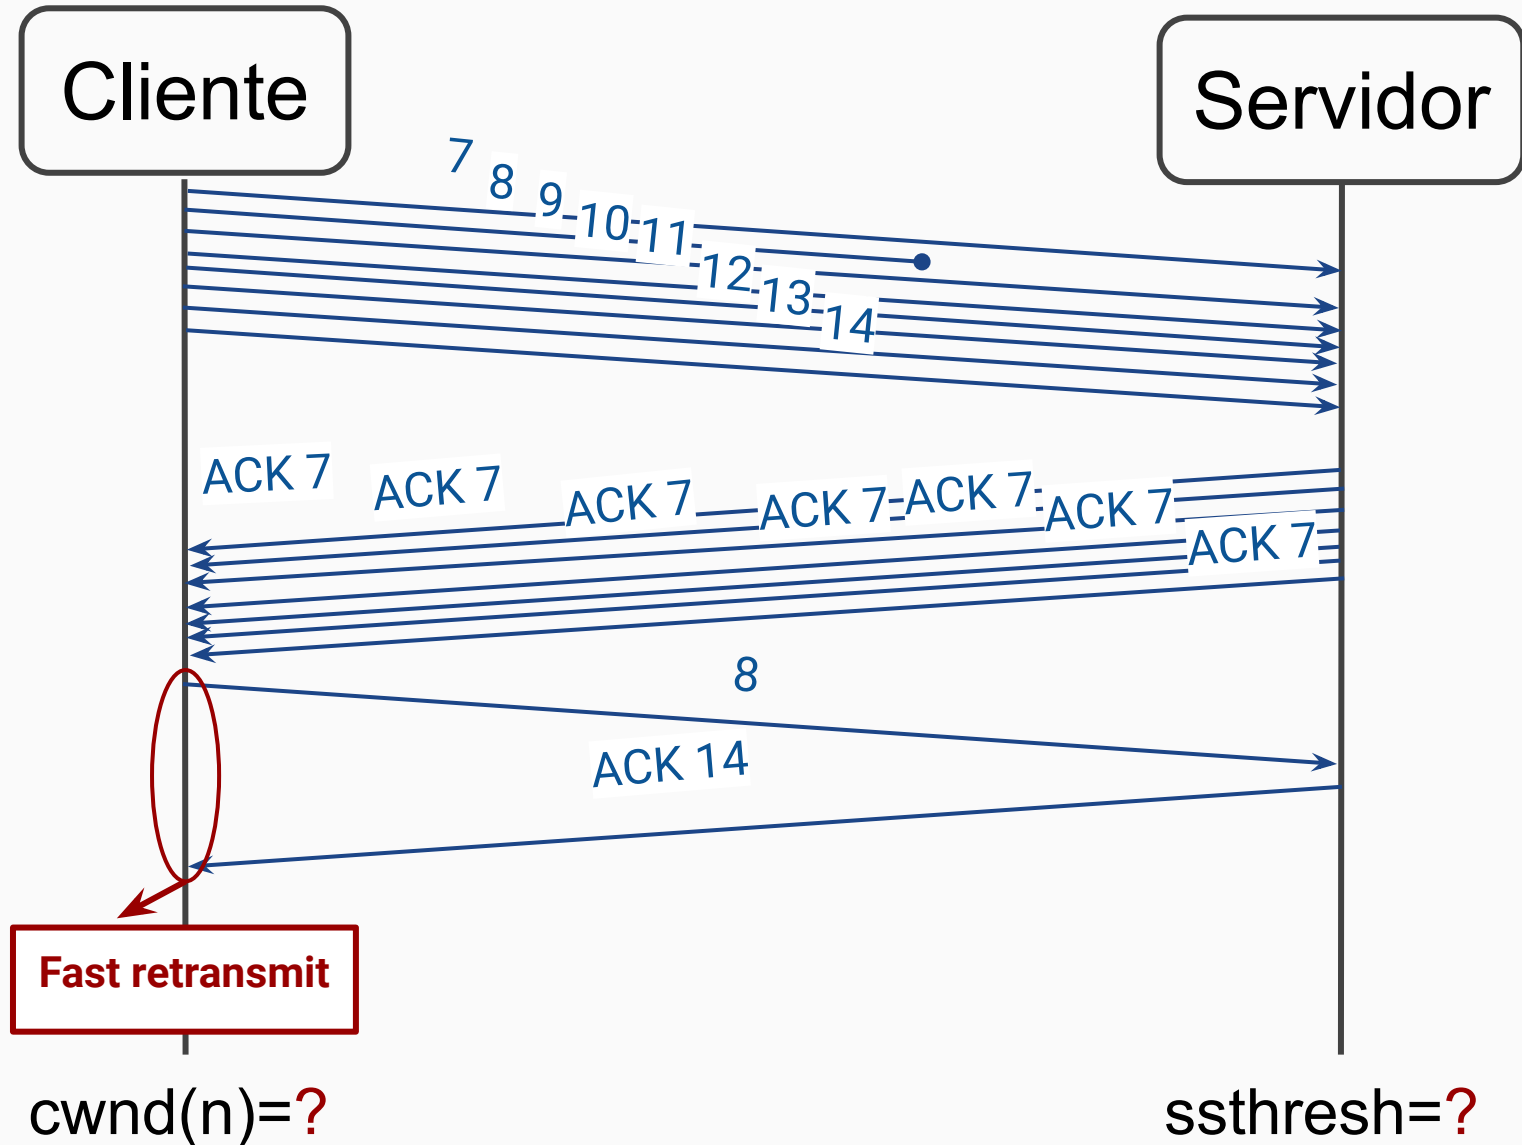 Cliente
Servidor
7
8
9
10
11
12
13
14
ACK 7
ACK 7
ACK 7
ACK 7
ACK 7
ACK 7
ACK 7
8
ACK 14
Fast retransmit
cwnd(n)=?
ssthresh=?